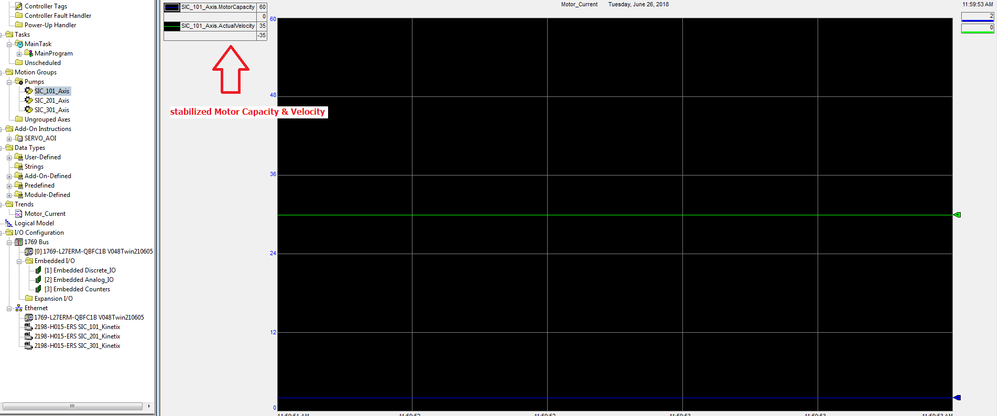 Controller Tags
Controller Fault Handler
Power-Up Handler
Tasks
MainTask
MainProgram
Unscheduled
Motion Groups
Pumps
SIC_101_Axis
SIC_201_Axis
SIC_301_Axis
Ungrouped Axes
Add-On Instructions
SERVO_AOI
Data Types
User-Defined
Strings
Add-On-Defined
Predefined
Module-Defined
Trends
Motor_Current
Logical Model
I/O Configuration
1769 Bus
[0] 1769-L27ERM-QBFC1B V048Twin210605
Embedded I/O
[1] Embedded Discrete_IO
[2] Embedded Analog_IO
[3] Embedded Counters
Expansion I/O
Ethernet
1769-L27ERM-QBFC1B V048Twin210605
2198-H015-ERS SIC_101_Kinetix
2198-H015-ERS SIC_201_Kinetix
2198-H015-ERS SIC_301_Kinetix
SIC_101_Axis.MotorCapacity 60
0
SIC_101_Axis.ActualVelocity 35
-35
stabilized Motor Capacity & Velocity
Motor_Current Tuesday, June 26, 2018
11:59:53 AM
2
0
60
48
36
24
12
0
11:59:51 AM 11:59:52 11:59:52 11:59:53 11:59:53 11:59:53 AM